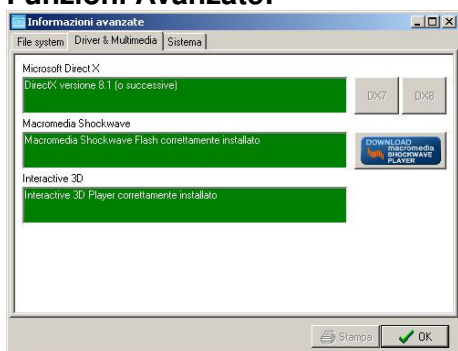 Funzioni Avanzate:
Informazioni avanzate
File system Driver & Multimedia Sistema
Microsoft DirectX
DirectX versione 8.1 (o successive)
DX7 DX8
Macromedia Shockwave
Macromedia Shockwave Flash correttamente installato
DOWNLOAD
macromedia
SHOCKWAVE
PLAYER
Interactive 3D
Interactive 3D Player correttamente installato
Stampa OK